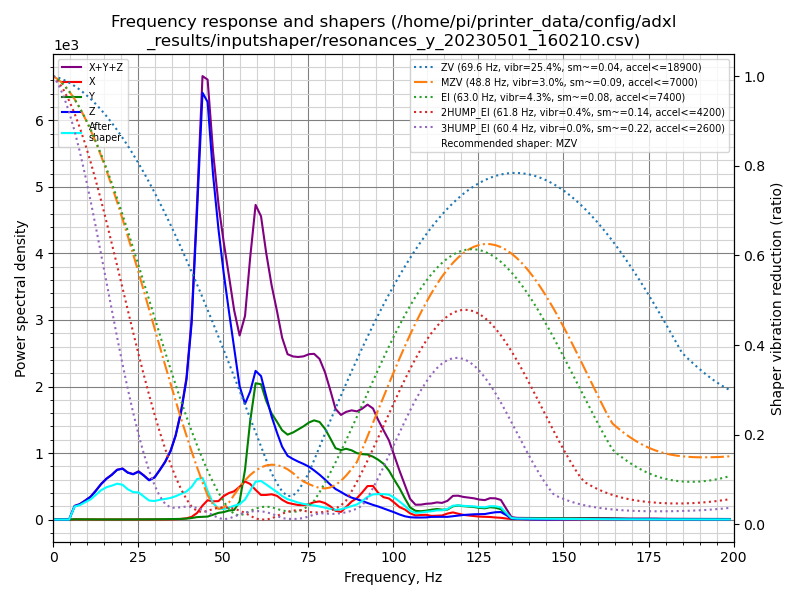 Frequency response and shapers (/home/pi/printer_data/config/adxl
_results/inputshaper/resonances_y_20230501_160210.csv)
1e3
X+Y+Z
X
Y
Z
After
shaper
ZV (69.6 Hz, vibr=25.4%, sm~=0.04, accel<=18900)
MZV (48.8 Hz, vibr=3.0%, sm~=0.09, accel<=7000)
EI (63.0 Hz, vibr=4.3%, sm~=0.08, accel<=7400)
2HUMP_EI (61.8 Hz, vibr=0.4%, sm~=0.14, accel<=4200)
3HUMP_EI (60.4 Hz, vibr=0.0%, sm~=0.22, accel<=2600)
Recommended shaper: MZV
Power spectral density
6
5
4
3
2
1
0
1.0
0.8
0.6
0.4
0.2
0.0
Shaper vibration reduction (ratio)
0 25 50 75 100 125 150 175 200
Frequency, Hz